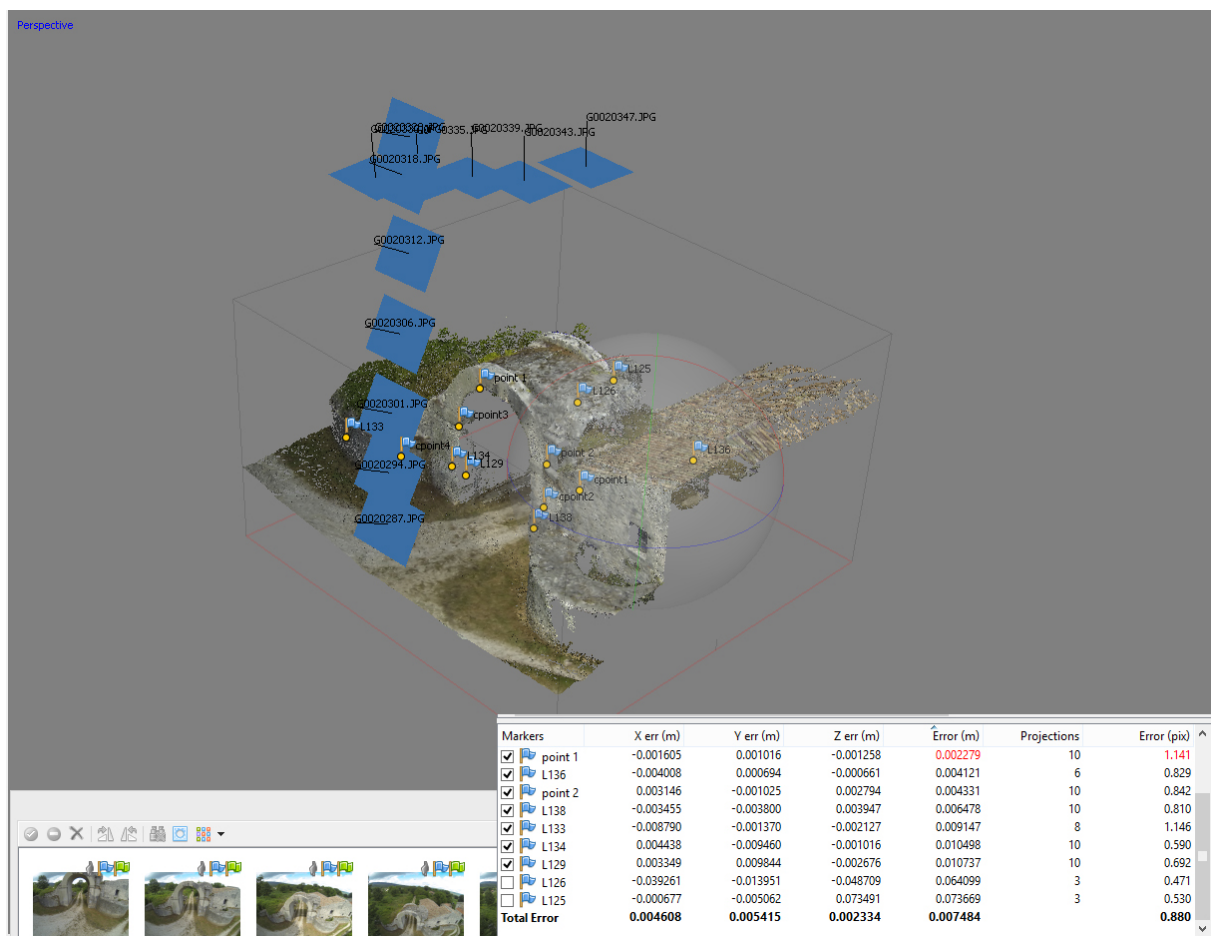 Perspective
G0020347.JPG
G0020339.JPG
G0020343.JPG
G0020318.JPG
G0020312.JPG
G0020306.JPG
G0020301.JPG
G0020294.JPG
G0020287.JPG
L125
point 1
L126
cpoint3
L133
cpoint4
L134
L129
point 2
L136
cpoint1
cpoint2
L138
Markers X err (m) Y err (m) Z err (m) Error (m) Projections Error (pix)
point 1 -0.001605 0.001016 -0.001258 0.002279 10 1.141
L136 -0.004008 0.000694 -0.000661 0.004121 6 0.829
point 2 0.003146 -0.001025 0.002794 0.004331 10 0.842
L138 -0.003455 -0.003800 0.003947 0.006478 10 0.810
L133 -0.008790 -0.001370 -0.002127 0.009147 8 1.146
L134 0.004438 -0.009460 -0.001016 0.010498 10 0.590
L129 0.003349 0.009844 -0.002676 0.010737 10 0.692
L126 -0.039261 -0.013951 -0.048709 0.064099 3 0.471
L125 -0.000677 -0.005062 0.073491 0.073669 3 0.530
Total Error 0.004608 0.005415 0.002334 0.007484 0.880